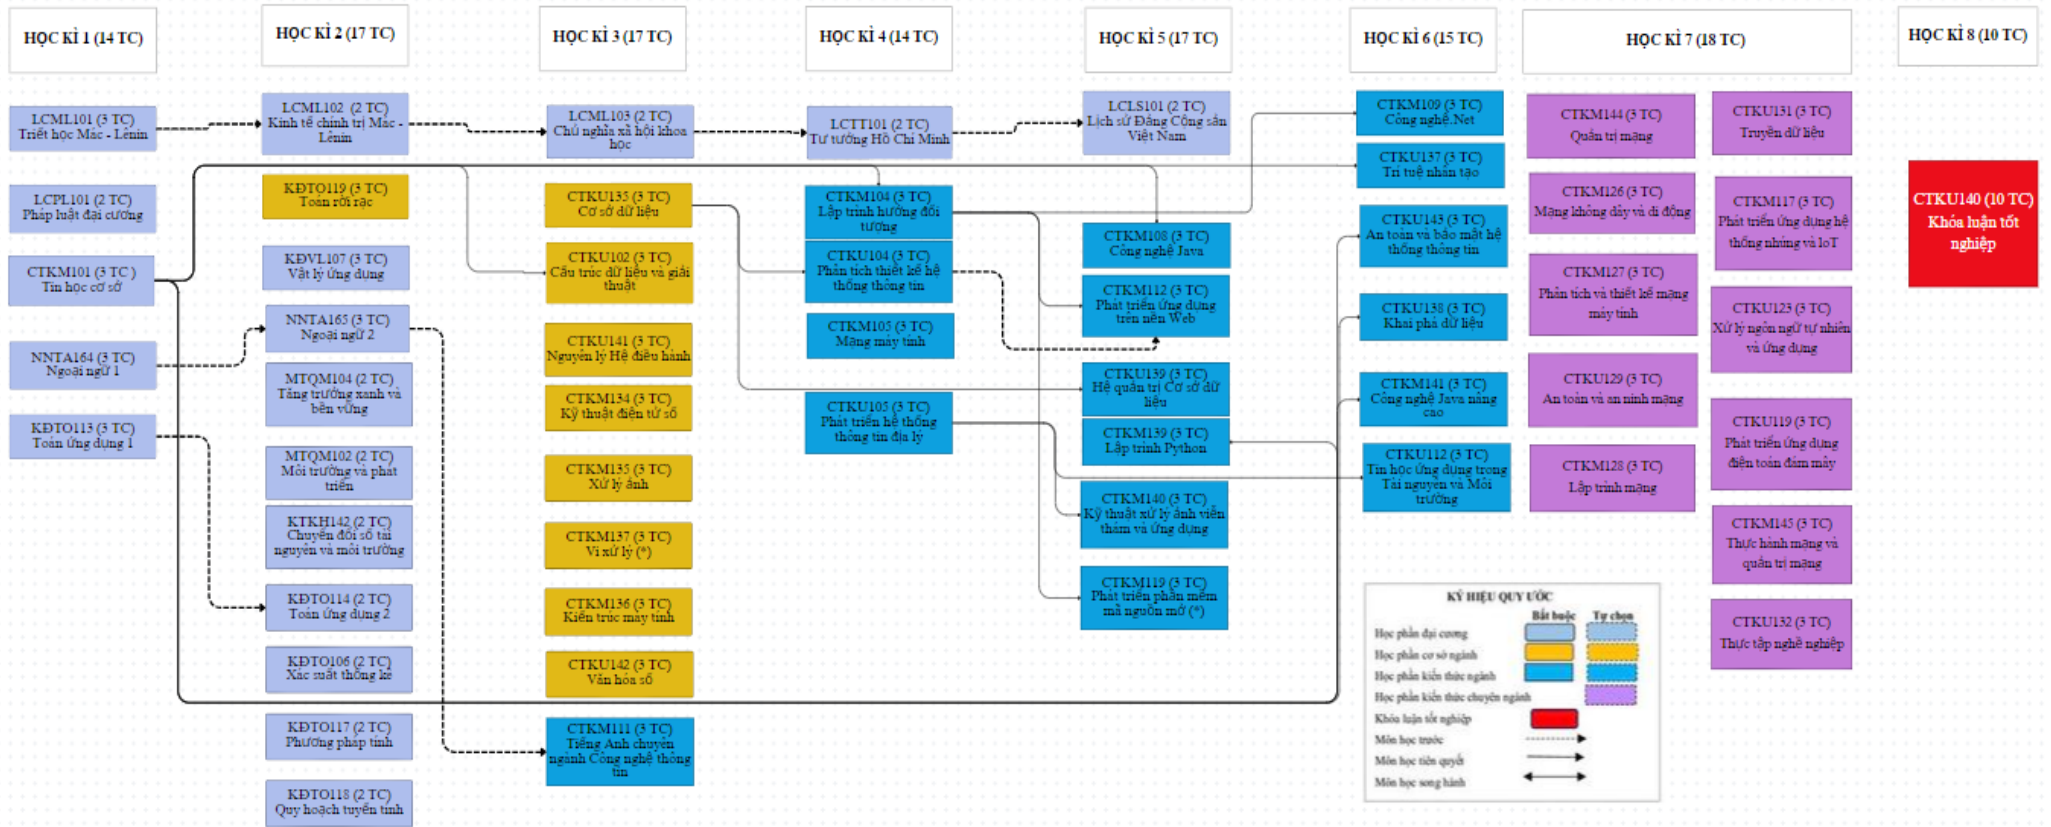 HỌC KÌ 1 (14 TC)
LCML101 (3 TC)
Triết học Mác - Lênin
LCPL101 (2 TC)
Pháp luật đại cương
CTKM101 (3 TC )
Tin học cơ sở
NNTA164 (3 TC)
Ngoại ngữ 1
KĐTO113 (3 TC)
Toán ứng dụng 1
HỌC KÌ 2 (17 TC)
LCML102 (2 TC)
Kinh tế chính trị Mác -
Lênin
KĐTO119 (3 TC)
Toán rời rạc
KĐVL107 (3 TC)
Vật lý ứng dụng
NNTA165 (3 TC)
Ngoại ngữ 2
MTQM104 (2 TC)
Tăng trưởng xanh và
bền vững
MTQM102 (2 TC)
Môi trường và phát
triển
KTKH142 (2 TC)
Chuyển đổi số tài
nguyên và môi trường
KĐTO114 (2 TC)
Toán ứng dụng 2
KĐTO106 (2 TC)
Xác suất thống kê
KĐTO117 (2 TC)
Phương pháp tính
KĐTO118 (2 TC)
Quy hoạch tuyến tính
HỌC KÌ 3 (17 TC)
LCML103 (2 TC)
Chủ nghĩa xã hội khoa
học
CTKU135 (3 TC)
Cơ sở dữ liệu
CTKU102 (3 TC)
Cấu trúc dữ liệu và giải
thuật
CTKU141 (3 TC)
Nguyên lý Hệ điều hành
CTKM134 (3 TC)
Kỹ thuật điện tử số
CTKM135 (3 TC)
Xử lý ảnh
CTKM137 (3 TC)
Vi xử lý (*)
CTKM136 (3 TC)
Kiến trúc máy tính
CTKU142 (3 TC)
Văn hóa số
CTKM111 (3 TC)
Tiếng Anh chuyên
ngành Công nghệ thông
tin
HỌC KÌ 4 (14 TC)
LCTT101 (2 TC)
Tư tưởng Hồ Chí Minh
CTKM104 (3 TC)
Lập trình hướng đối
tượng
CTKU104 (3 TC)
Phân tích thiết kế hệ
thống thông tin
CTKM105 (3 TC)
Mạng máy tính
CTKU105 (3 TC)
Phát triển hệ thống
thông tin địa lý
HỌC KÌ 5 (17 TC)
LCLS101 (2 TC)
Lịch sử Đảng Cộng sản
Việt Nam
CTKM108 (3 TC)
Công nghệ Java
CTKM112 (3 TC)
Phát triển ứng dụng
trên nền Web
CTKU139 (3 TC)
Hệ quản trị Cơ sở dữ
liệu
CTKM139 (3 TC)
Lập trình Python
CTKM140 (3 TC)
Kỹ thuật xử lý ảnh viễn
thám và ứng dụng
CTKM119 (3 TC)
Phát triển phần mềm
mã nguồn mở (*)
HỌC KÌ 6 (15 TC)
CTKM109 (3 TC)
Công nghệ.Net
CTKU137 (3 TC)
Trí tuệ nhân tạo
CTKU143 (3 TC)
An toàn và bảo mật hệ
thống thông tin
CTKU138 (3 TC)
Khai phá dữ liệu
CTKM141 (3 TC)
Công nghệ Java nâng
cao
CTKU112 (3 TC)
Tin học ứng dụng trong
Tài nguyên và Môi
trường
HỌC KÌ 7 (18 TC)
CTKM144 (3 TC)
Quản trị mạng
CTKM126 (3 TC)
Mạng không dây và di động
CTKM127 (3 TC)
Phân tích và thiết kế mạng
máy tính
CTKU129 (3 TC)
An toàn và an ninh mạng
CTKM128 (3 TC)
Lập trình mạng
CTKU131 (3 TC)
Truyền dữ liệu
CTKM117 (3 TC)
Phát triển ứng dụng hệ
thống nhúng và IoT
CTKU123 (3 TC)
Xử lý ngôn ngữ tự nhiên
và ứng dụng
CTKU119 (3 TC)
Phát triển ứng dụng
điện toán đám mây
CTKM145 (3 TC)
Thực hành mạng và
quản trị mạng
CTKU132 (3 TC)
Thực tập nghề nghiệp
HỌC KÌ 8 (10 TC)
CTKU140 (10 TC)
Khóa luận tốt
nghiệp
KÝ HIỆU QUY ƯỚC
Bắt buộc Tự chọn
Học phần đại cương
Học phần cơ sở ngành
Học phần kiến thức ngành
Học phần kiến thức chuyên ngành
Khóa luận tốt nghiệp
Môn học trước
Môn học tiên quyết
Môn học song hành